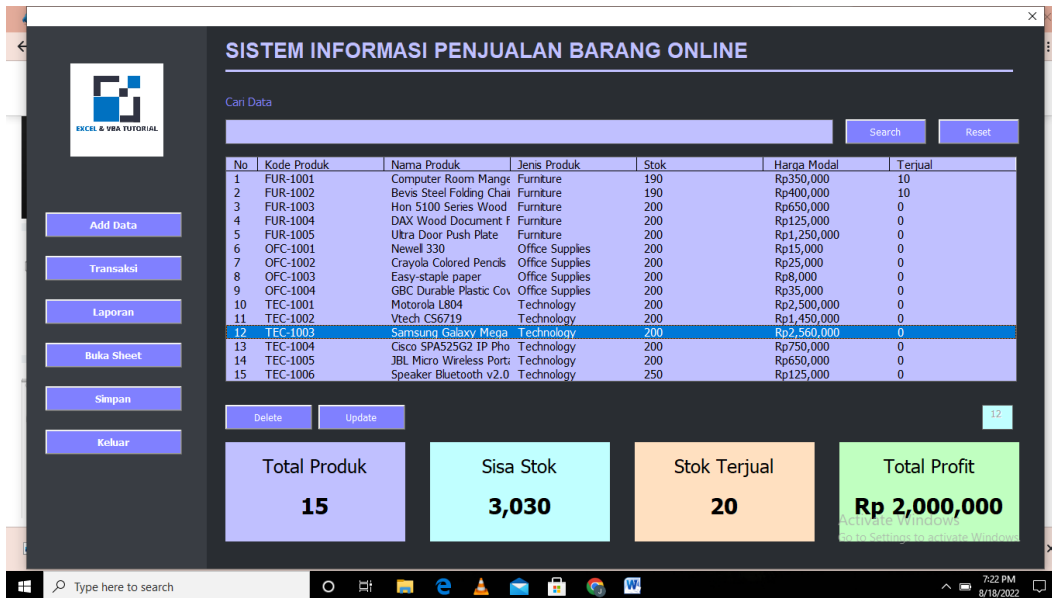 SISTEM INFORMASI PENJUALAN BARANG ONLINE
EXCEL & VBA TUTORIAL
Add Data
Transaksi
Laporan
Buka Sheet
Simpan
Keluar
Cari Data
Search Reset
No Kode Produk Nama Produk Jenis Produk Stok Harga Modal Terjual
1 FUR-1001 Computer Room Mange Furniture 190 Rp350,000 10
2 FUR-1002 Bevis Steel Folding Chai Furniture 190 Rp400,000 10
3 FUR-1003 Hon 5100 Series Wood Furniture 200 Rp650,000 0
4 FUR-1004 DAX Wood Document F Furniture 200 Rp125,000 0
5 FUR-1005 Ultra Door Push Plate Furniture 200 Rp1,250,000 0
6 OFC-1001 Newell 330 Office Supplies 200 Rp15,000 0
7 OFC-1002 Crayola Colored Pencils Office Supplies 200 Rp25,000 0
8 OFC-1003 Easy-staple paper Office Supplies 200 Rp8,000 0
9 OFC-1004 GBC Durable Plastic Cov Office Supplies 200 Rp35,000 0
10 TEC-1001 Motorola L804 Technology 200 Rp2,500,000 0
11 TEC-1002 Vtech CS6719 Technology 200 Rp1,450,000 0
12 TEC-1003 Samsung Galaxy Mega Technology 200 Rp2,560,000 0
13 TEC-1004 Cisco SPA525G2 IP Pho Technology 200 Rp750,000 0
14 TEC-1005 JBL Micro Wireless Porta Technology 200 Rp650,000 0
15 TEC-1006 Speaker Bluetooth v2.0 Technology 250 Rp125,000 0
Delete Update 12
Total Produk Sisa Stok Stok Terjual Total Profit
15 3,030 20 Rp 2,000,000
Activate Windows
Go to Settings to activate Windows
Type here to search
7:22 PM
8/18/2022